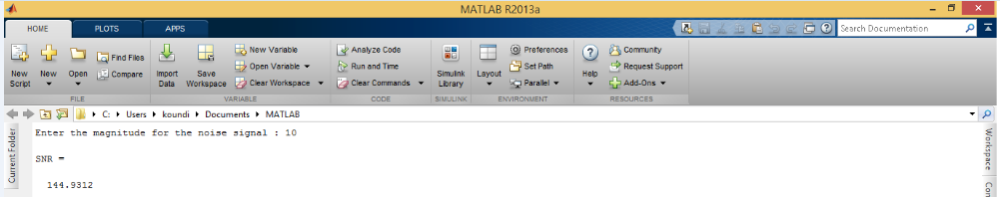 MATLAB R2013a
HOME PLOTS APPS
Search Documentation
New Script
New
Open
Find Files
Compare
Import Data
Save Workspace
New Variable
Open Variable
Clear Workspace
Analyze Code
Run and Time
Clear Commands
Simulink Library
Layout
Preferences
Set Path
Parallel
Help
Community
Request Support
Add-Ons
FILE VARIABLE CODE SIMULINK ENVIRONMENT RESOURCES
C: Users koundi Documents MATLAB
Current Folder
Enter the magnitude for the noise signal : 10
SNR =
144.9312
Workspace